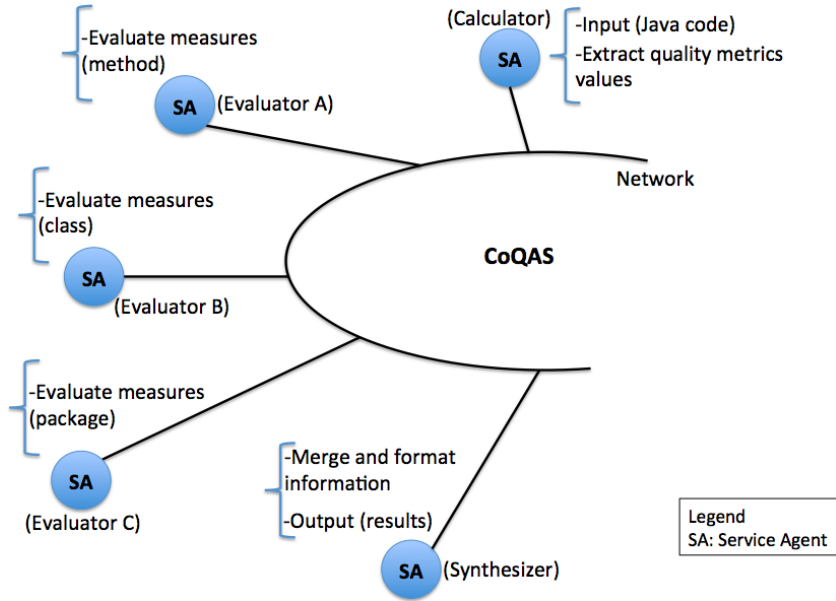 -Evaluate measures
(method)
SA
(Evaluator A)
(Calculator)
SA
-Input (Java code)
-Extract quality metrics
values
Network
CoQAS
-Evaluate measures
(class)
SA
(Evaluator B)
-Evaluate measures
(package)
SA
(Evaluator C)
-Merge and format
information
-Output (results)
SA
(Synthesizer)
Legend
SA: Service Agent